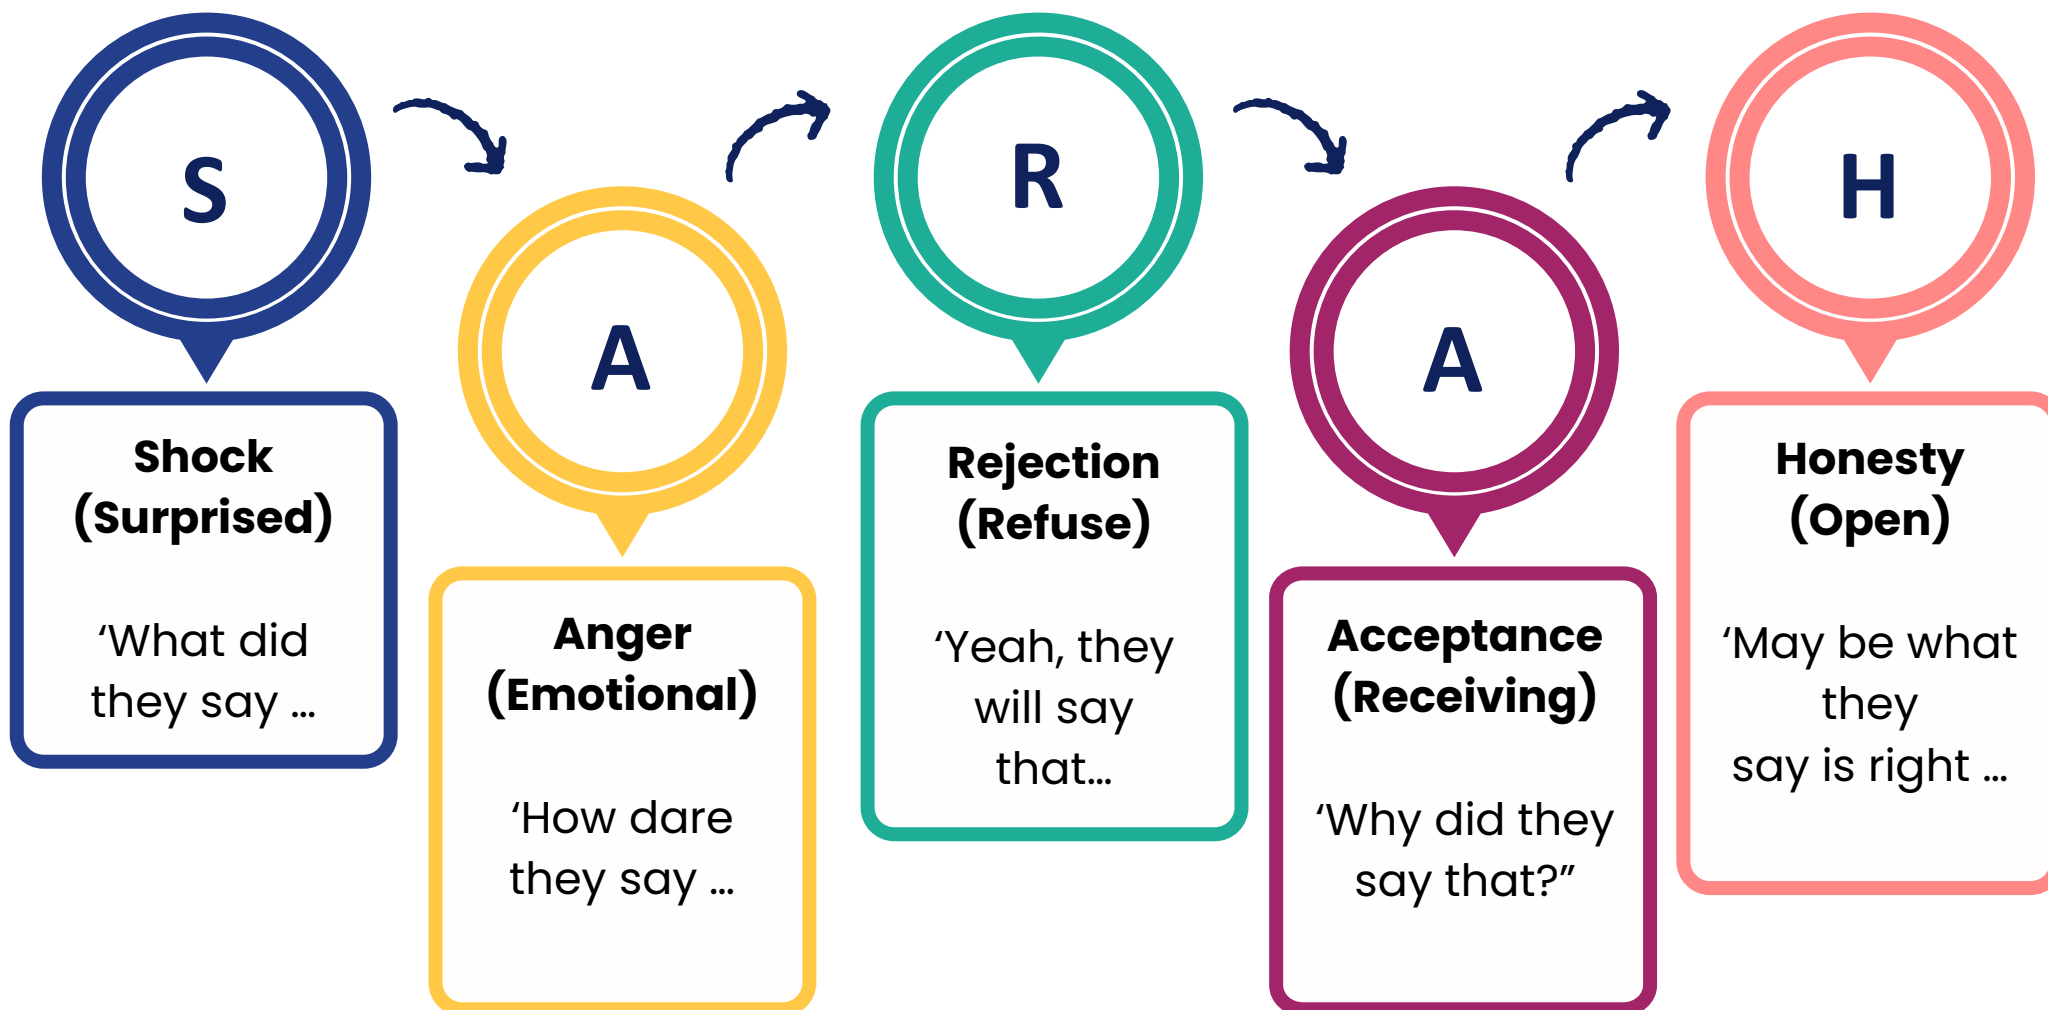 S
Shock
(Surprised)
‘What did
they say ...
A
Anger
(Emotional)
‘How dare
they say ...
R
Rejection
(Refuse)
‘Yeah, they
will say
that...
A
Acceptance
(Receiving)
‘Why did they
say that?”
H
Honesty
(Open)
‘May be what
they
say is right ...